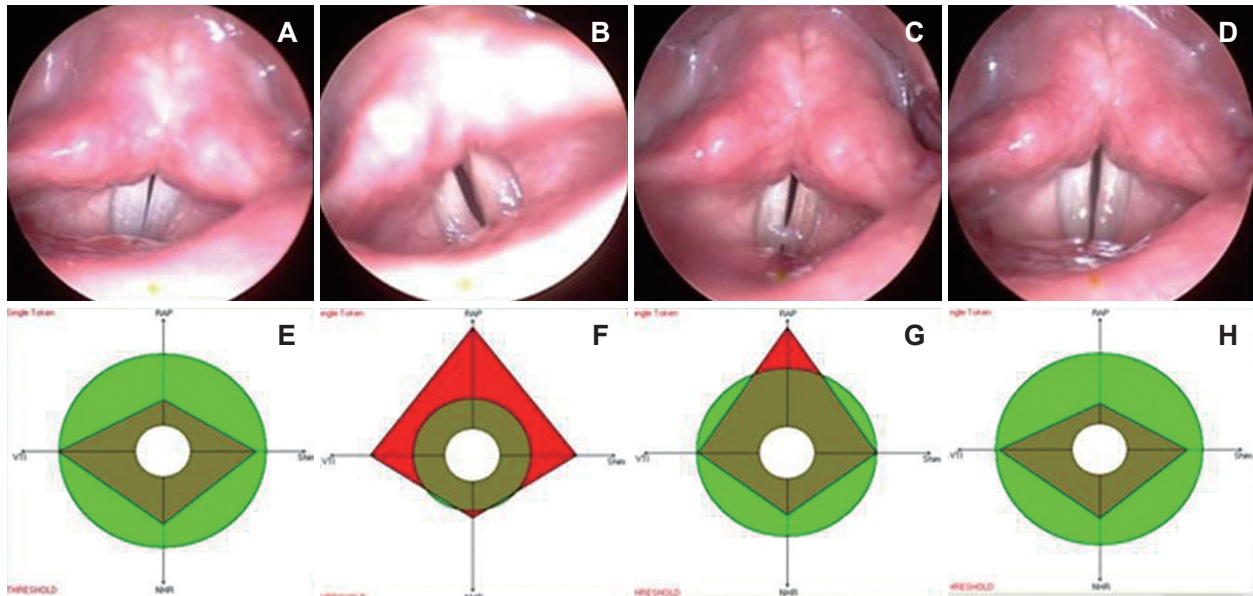 A
B
C
D
Single Token
RAP
E
VTI
Shim
THRESHOLD
NHR
ngle Token
RAP
F
VTI
Shim
ngle Token
RAP
G
VTI
Shim
HRESHOLD
NHR
ngle Token
RAP
H
VTI
Shim
HRESHOLD
NHR